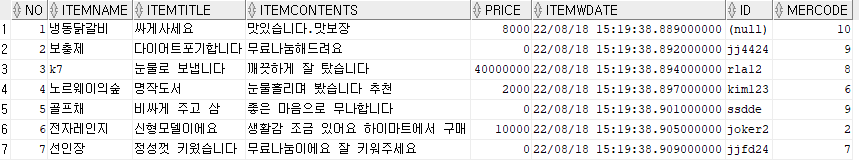 NO ITEMNAME ITEMTITLE ITEMCONTENTS PRICE ITEMWDATE ID MERCODE
1 1 냉동닭갈비 싸게사세요 맛있습니다.맛보장 8000 22/08/18 15:19:38.889000000 (null) 10
2 2 보충제 다이어트포기합니다 무료나눔해드려요 0 22/08/18 15:19:38.892000000 jj4424 9
3 3 k7 눈물로 보냅니다 깨끗하게 잘 탔습니다 40000000 22/08/18 15:19:38.894000000 rla12 8
4 4 노르웨이의숲 명작도서 눈물흘리며 봤습니다 추천 2000 22/08/18 15:19:38.897000000 kim123 6
5 5 골프채 비싸게 주고 삼 좋은 마음으로 무나합니다 0 22/08/18 15:19:38.901000000 ssdde 9
6 6 전자레인지 신형모델이에요 생활감 조금 있어요 하이마트에서 구매 10000 22/08/18 15:19:38.905000000 joker2 2
7 7 선인장 정성껏 키웠습니다 무료나눔이에요 잘 키워주세요 0 22/08/18 15:19:38.909000000 jjfd24 7